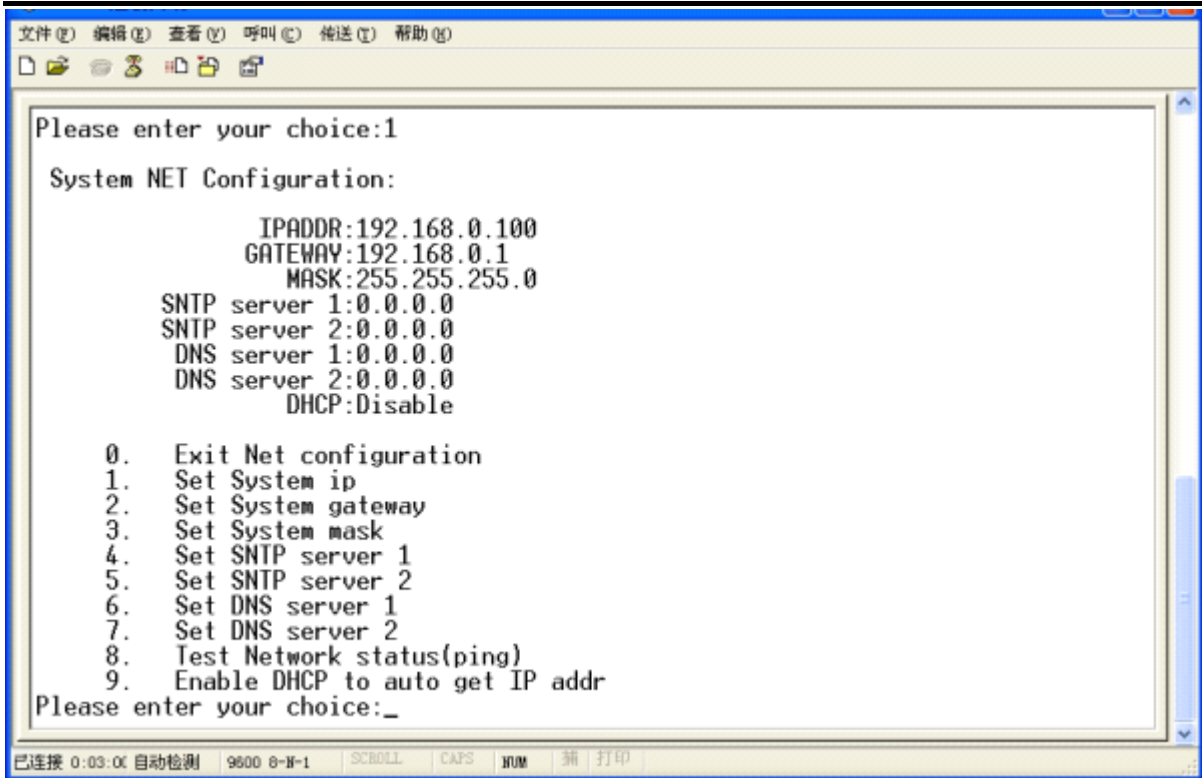 文件(F) 编辑(E) 查看(V) 呼叫(C) 传送(T) 帮助(H)
Please enter your choice:1
System NET Configuration:
IPADDR:192.168.0.100
GATEWAY:192.168.0.1
MASK:255.255.255.0
SNTP server 1:0.0.0.0
SNTP server 2:0.0.0.0
DNS server 1:0.0.0.0
DNS server 2:0.0.0.0
DHCP:Disable
0. Exit Net configuration
1. Set System ip
2. Set System gateway
3. Set System mask
4. Set SNTP server 1
5. Set SNTP server 2
6. Set DNS server 1
7. Set DNS server 2
8. Test Network status(ping)
9. Enable DHCP to auto get IP addr
Please enter your choice:_
已连接 自动检测 9600 8-N-1 SCROLL CAPS NUM 捕 打印